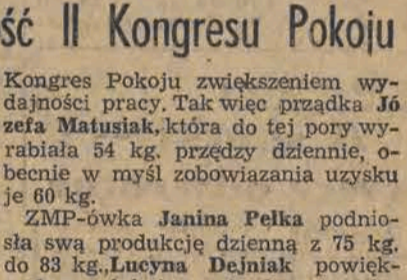 ść II Kongresu Pokoju
Kongres Pokoju zwiększeniem wy-
dajności pracy. Tak więc prządka Jó
zefa Matusiak, która do tej pory wy-
rabiała 54 kg. przędzy dziennie, o-
becnie w myśl zobowiązania uzysku
je 60 kg.
ZMP-ówka Janina Pełka podnio-
sła swą produkcję dzienną z 75 kg.
do 83 kg., Lucyna Dejniak powięk-